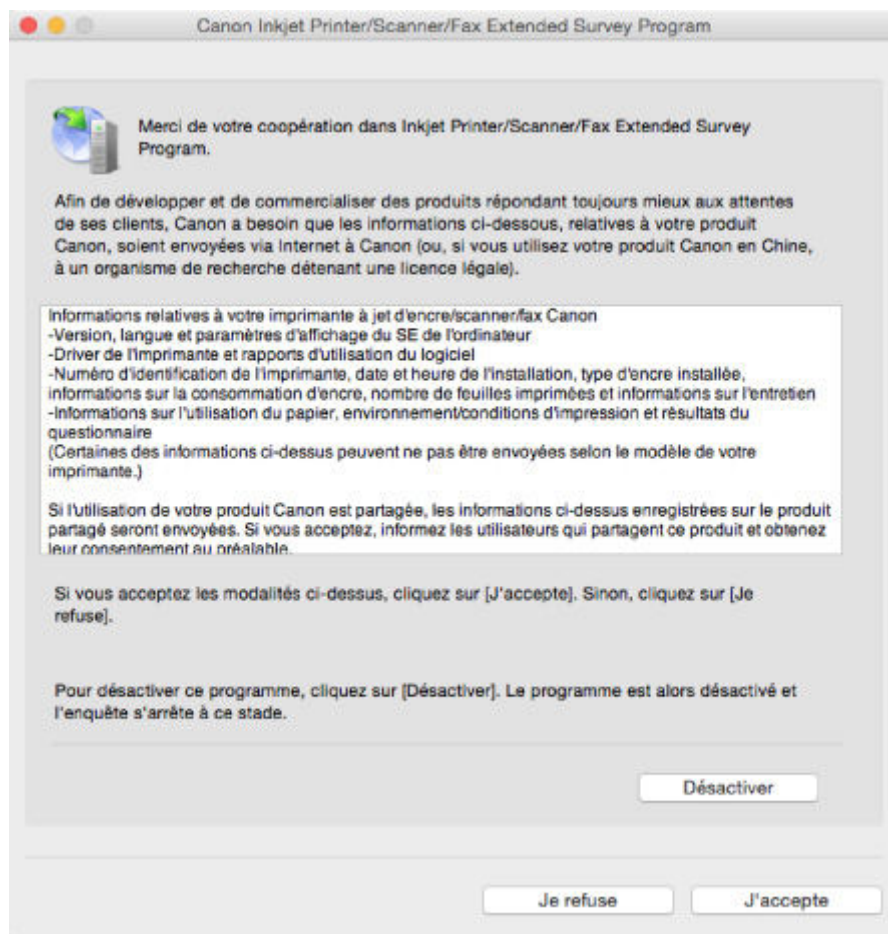 Canon Inkjet Printer/Scanner/Fax Extended Survey Program
Merci de votre coopération dans Inkjet Printer/Scanner/Fax Extended Survey
Program.
Afin de développer et de commercialiser des produits répondant toujours mieux aux attentes
de ses clients, Canon a besoin que les informations ci-dessous, relatives à votre produit
Canon, soient envoyées via Internet à Canon (ou, si vous utilisez votre produit Canon en Chine,
à un organisme de recherche détenant une licence légale).
Informations relatives à votre imprimante à jet d'encre/scanner/fax Canon
-Version, langue et paramètres d'affichage du SE de l'ordinateur
-Driver de l'imprimante et rapports d'utilisation du logiciel
-Numéro d'identification de l'imprimante, date et heure de l'installation, type d'encre installée,
informations sur la consommation d'encre, nombre de feuilles imprimées et informations sur l'entretien
-Informations sur l'utilisation du papier, environnement/conditions d'impression et résultats du
questionnaire
(Certaines des informations ci-dessus peuvent ne pas être envoyées selon le modèle de votre
imprimante.)
Si l'utilisation de votre produit Canon est partagée, les informations ci-dessus enregistrées sur le produit
partagé seront envoyées. Si vous acceptez, informez les utilisateurs qui partagent ce produit et obtenez
leur consentement au préalable.
Si vous acceptez les modalités ci-dessus, cliquez sur [J'accepte]. Sinon, cliquez sur [Je
refuse].
Pour désactiver ce programme, cliquez sur [Désactiver]. Le programme est alors désactivé et
l'enquête s'arrête à ce stade.
Désactiver
Je refuse
J'accepte